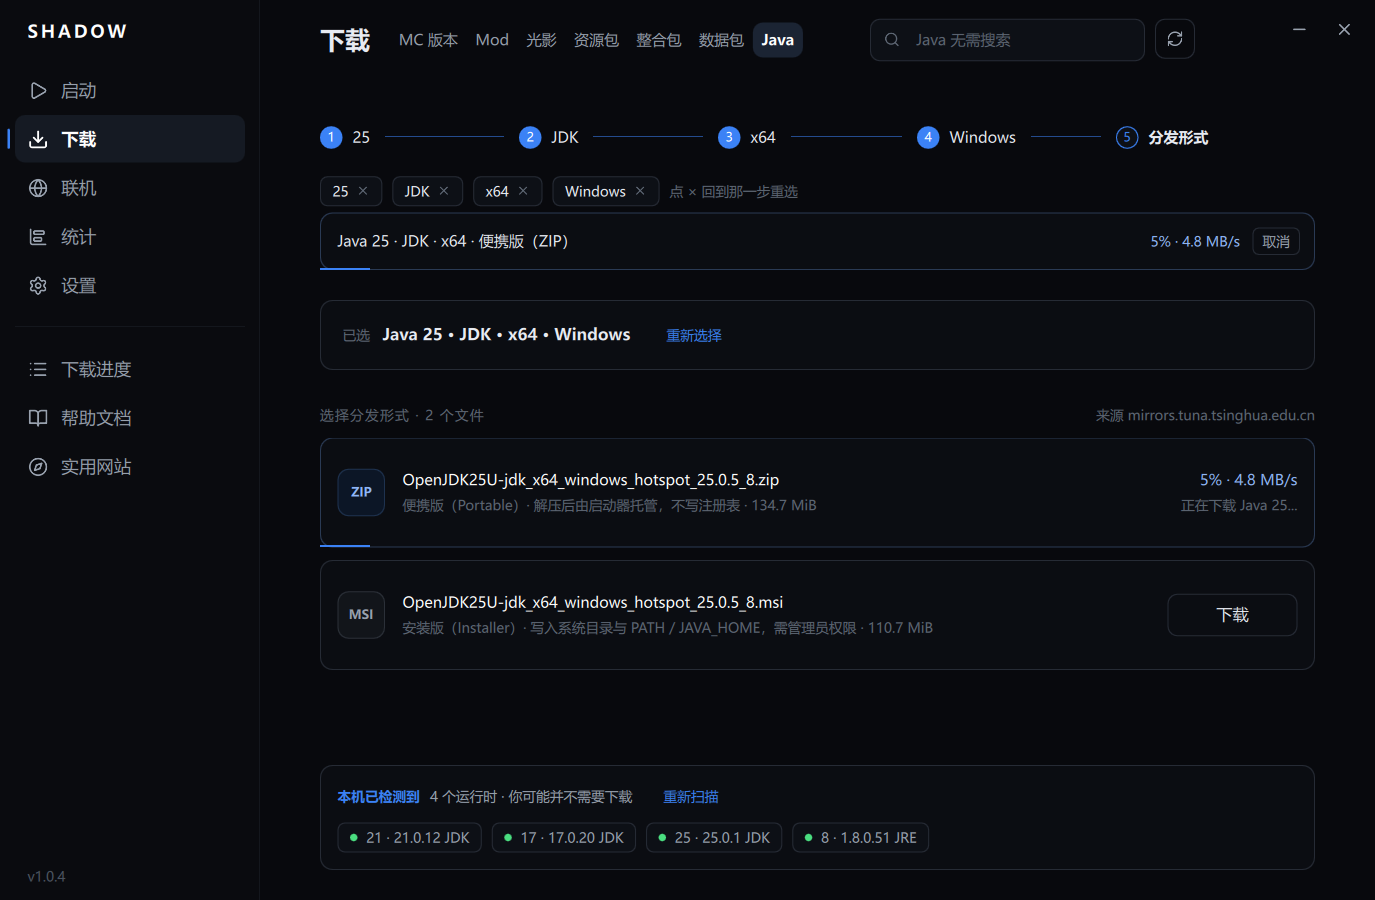 SHADOW
启动
下载
联机
统计
设置
下载进度
帮助文档
实用网站
v1.0.4
下载 MC 版本 Mod 光影 资源包 整合包 数据包 Java
Java 无需搜索
1 25 2 JDK 3 x64 4 Windows 5 分发形式
25 × JDK × x64 × Windows × 点 × 回到那一步重选
Java 25 · JDK · x64 · 便携版（ZIP） 5% · 4.8 MB/s 取消
已选 Java 25 • JDK • x64 • Windows 重新选择
选择分发形式 · 2 个文件 来源 mirrors.tuna.tsinghua.edu.cn
ZIP
OpenJDK25U-jdk_x64_windows_hotspot_25.0.5_8.zip 5% · 4.8 MB/s
便携版（Portable）· 解压后由启动器托管，不写注册表 · 134.7 MiB 正在下载 Java 25...
MSI
OpenJDK25U-jdk_x64_windows_hotspot_25.0.5_8.msi
安装版（Installer）· 写入系统目录与 PATH / JAVA_HOME，需管理员权限 · 110.7 MiB
下载
本机已检测到 4 个运行时 · 你可能并不需要下载 重新扫描
21 · 21.0.12 JDK 17 · 17.0.20 JDK 25 · 25.0.1 JDK 8 · 1.8.0.51 JRE